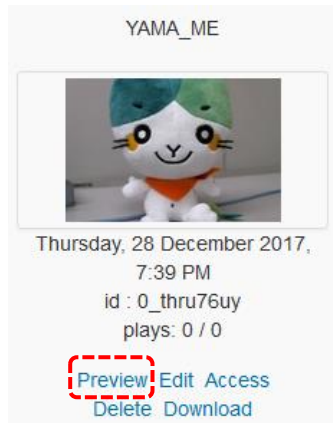 YAMA_ME
Thursday, 28 December 2017,
7:39 PM
id : 0_thru76uy
plays: 0 / 0
Preview Edit Access
Delete Download